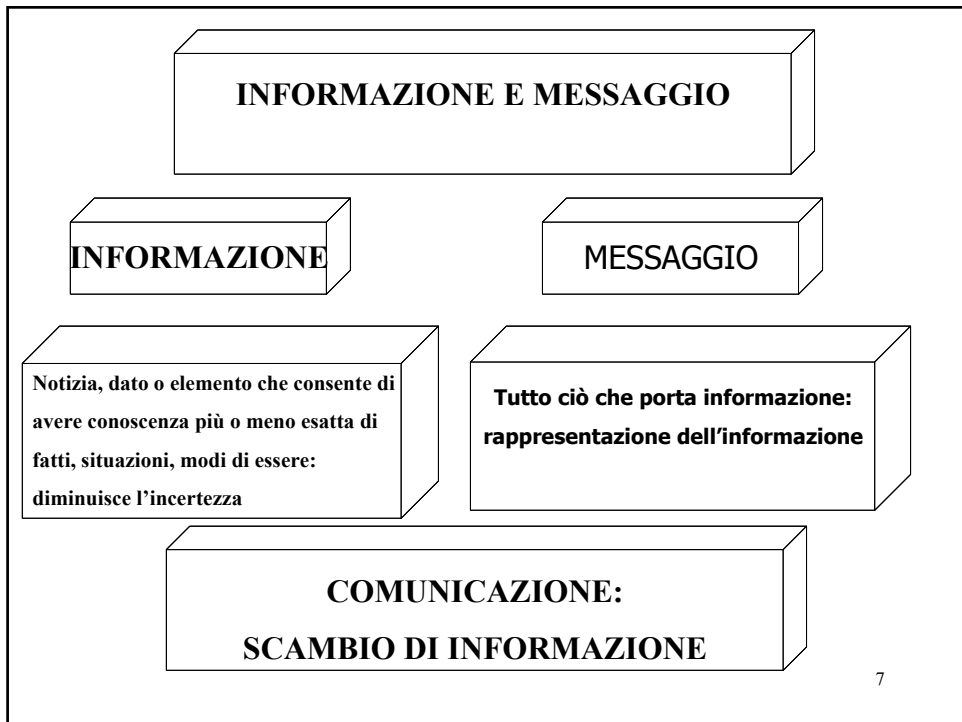 INFORMAZIONE E MESSAGGIO
INFORMAZIONE
MESSAGGIO
Notizia, dato o elemento che consente di
avere conoscenza più o meno esatta di
fatti, situazioni, modi di essere:
diminuisce l’incertezza
Tutto ciò che porta informazione:
rappresentazione dell’informazione
COMUNICAZIONE:
SCAMBIO DI INFORMAZIONE
7